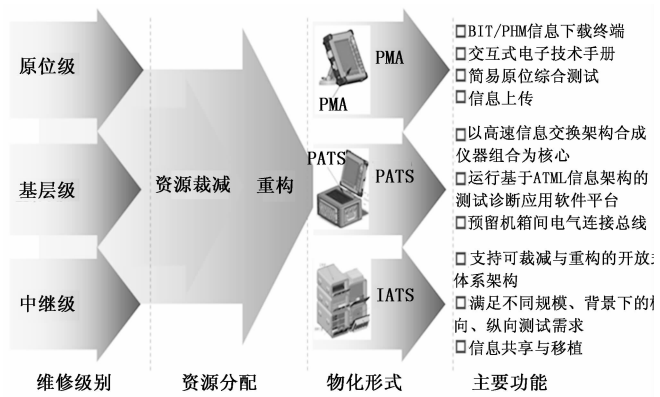 原位级
基层级
中继级
资源裁减
重构
PMA
PMA
PATS
PATS
IATS
BIT/PHM信息下载终端
交互式电子技术手册
简易原位综合测试
信息上传
以高速信息交换架构合成
仪器组合为核心
运行基于ATML信息架构的
测试诊断应用软件平台
预留机箱间电气连接总线
支持可裁减与重构的开放
体系架构
满足不同规模、背景下的
向、纵向测试需求
信息共享与移植
维修级别
资源分配
物化形式
主要功能